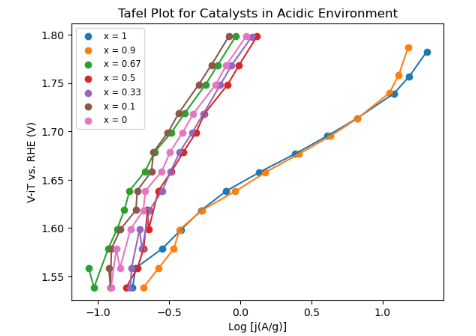 Tafel Plot for Catalysts in Acidic Environment
1.80
1.75
1.70
1.65
1.60
1.55
V-iT vs. RHE (V)
x = 1
x = 0.9
x = 0.67
x = 0.5
x = 0.33
x = 0.1
x = 0
−1.0
−0.5
0.0
0.5
1.0
Log [j(A/g)]